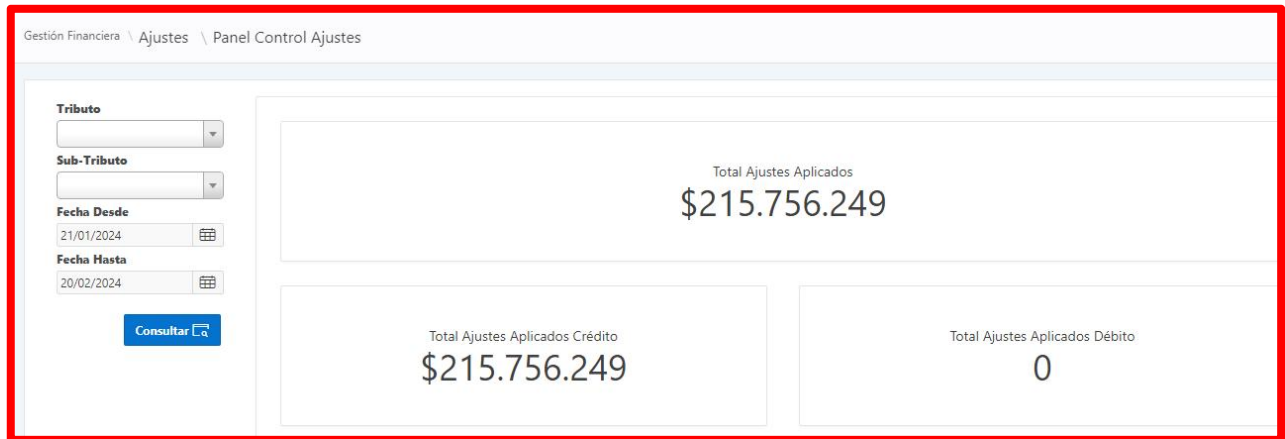 Gestión Financiera \ Ajustes \ Panel Control Ajustes
Tributo
Sub-Tributo
Fecha Desde
21/01/2024
Fecha Hasta
20/02/2024
Consultar
Total Ajustes Aplicados
$215.756.249
Total Ajustes Aplicados Crédito
$215.756.249
Total Ajustes Aplicados Débito
0